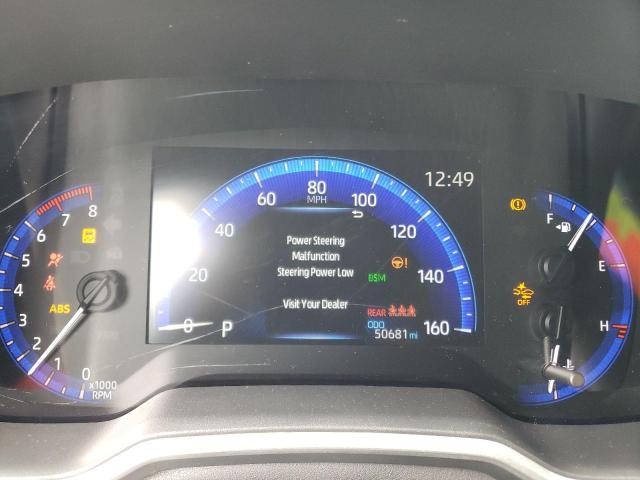 12:49
0
20
40
60
80
MPH
100
120
140
160
Power Steering
Malfunction
Steering Power Low
Visit Your Dealer
BSM
REAR
ODO
50681 mi
P
8
7
6
5
4
3
2
1
0
x1000
RPM
ABS
F
E
H
OFF